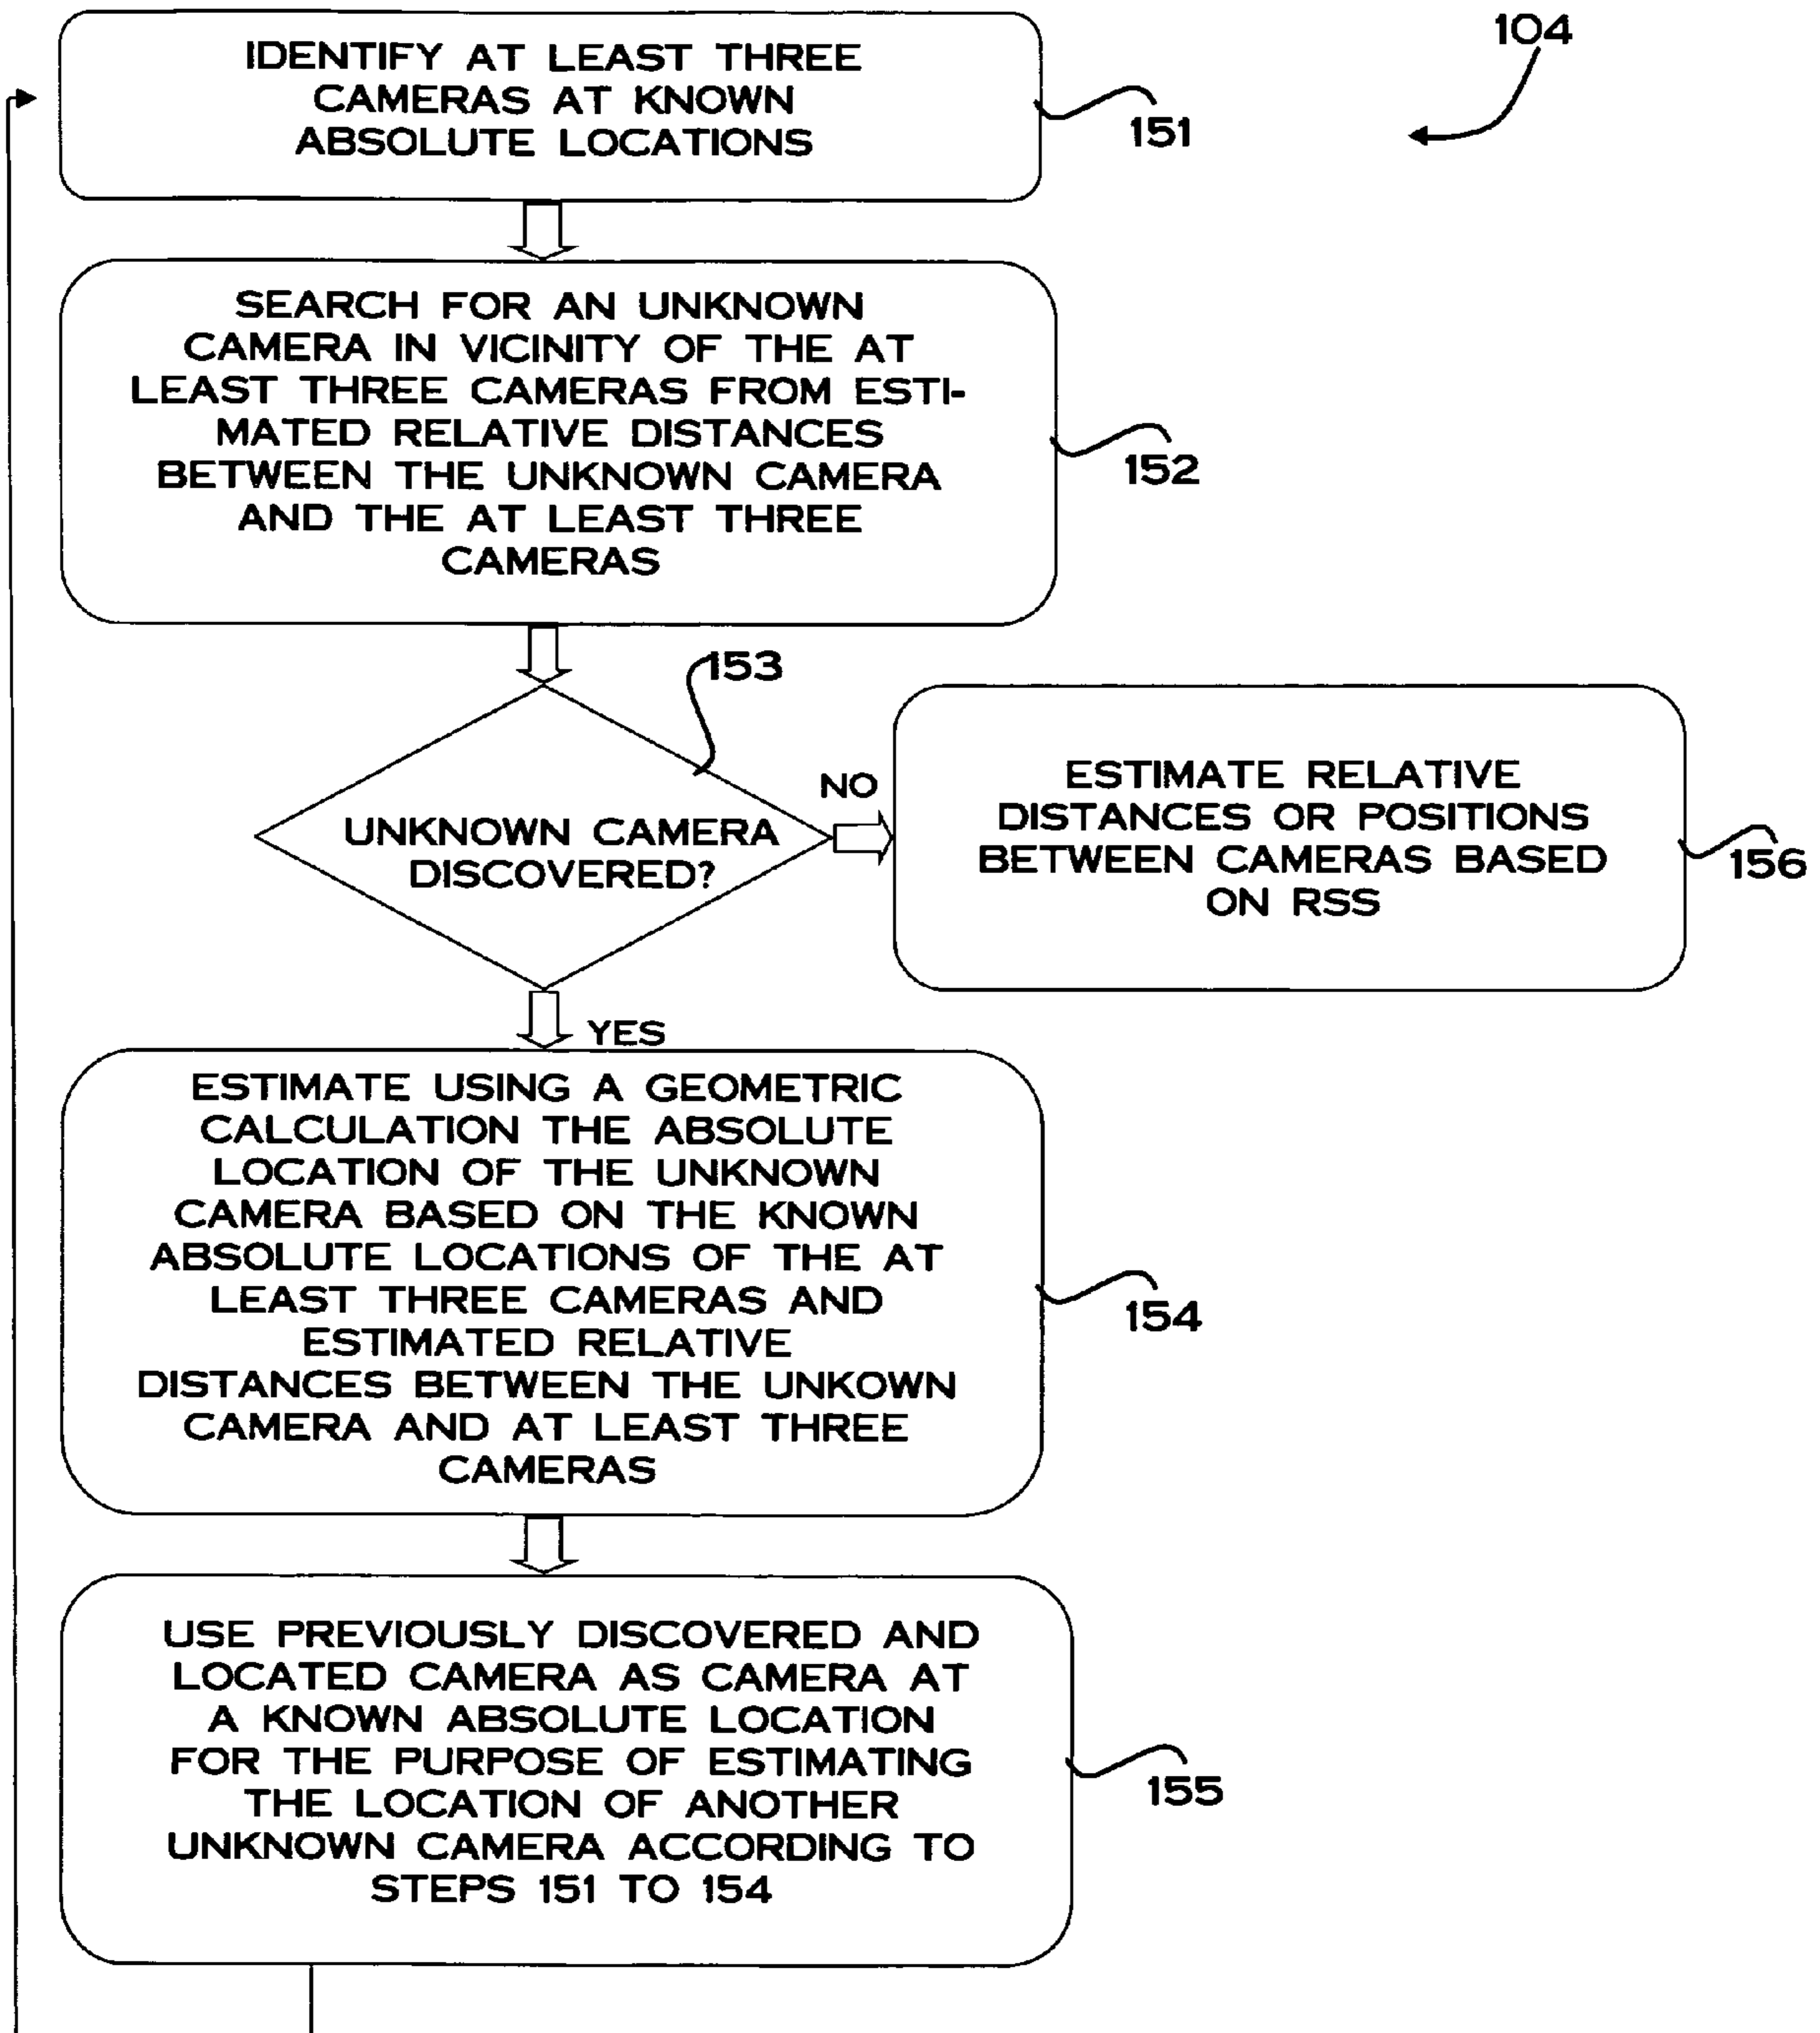 104
IDENTIFY AT LEAST THREE
CAMERAS AT KNOWN
ABSOLUTE LOCATIONS
151
SEARCH FOR AN UNKNOWN
CAMERA IN VICINITY OF THE AT
LEAST THREE CAMERAS FROM ESTI-
MATED RELATIVE DISTANCES
BETWEEN THE UNKNOWN CAMERA
AND THE AT LEAST THREE
CAMERAS
152
153
UNKNOWN CAMERA
DISCOVERED?
NO
ESTIMATE RELATIVE
DISTANCES OR POSITIONS
BETWEEN CAMERAS BASED
ON RSS
156
YES
ESTIMATE USING A GEOMETRIC
CALCULATION THE ABSOLUTE
LOCATION OF THE UNKNOWN
CAMERA BASED ON THE KNOWN
ABSOLUTE LOCATIONS OF THE AT
LEAST THREE CAMERAS AND
ESTIMATED RELATIVE
DISTANCES BETWEEN THE UNKOWN
CAMERA AND AT LEAST THREE
CAMERAS
154
USE PREVIOUSLY DISCOVERED AND
LOCATED CAMERA AS CAMERA AT
A KNOWN ABSOLUTE LOCATION
FOR THE PURPOSE OF ESTIMATING
THE LOCATION OF ANOTHER
UNKNOWN CAMERA ACCORDING TO
STEPS 151 TO 154
155